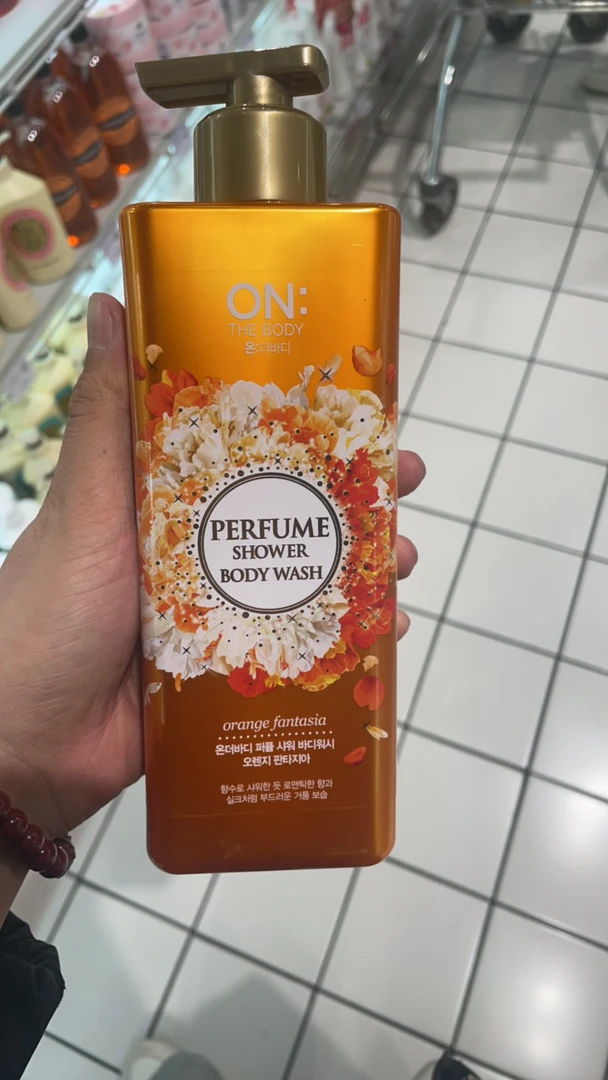 ON:
THE BODY
온:더바디
PERFUME
SHOWER
BODY WASH
orange fantasia
온더바디 퍼퓸 샤워 바디워시
오렌지 판타지아
향수로 샤워한 듯 로맨틱한 향과
실크처럼 부드러운 거품 보습